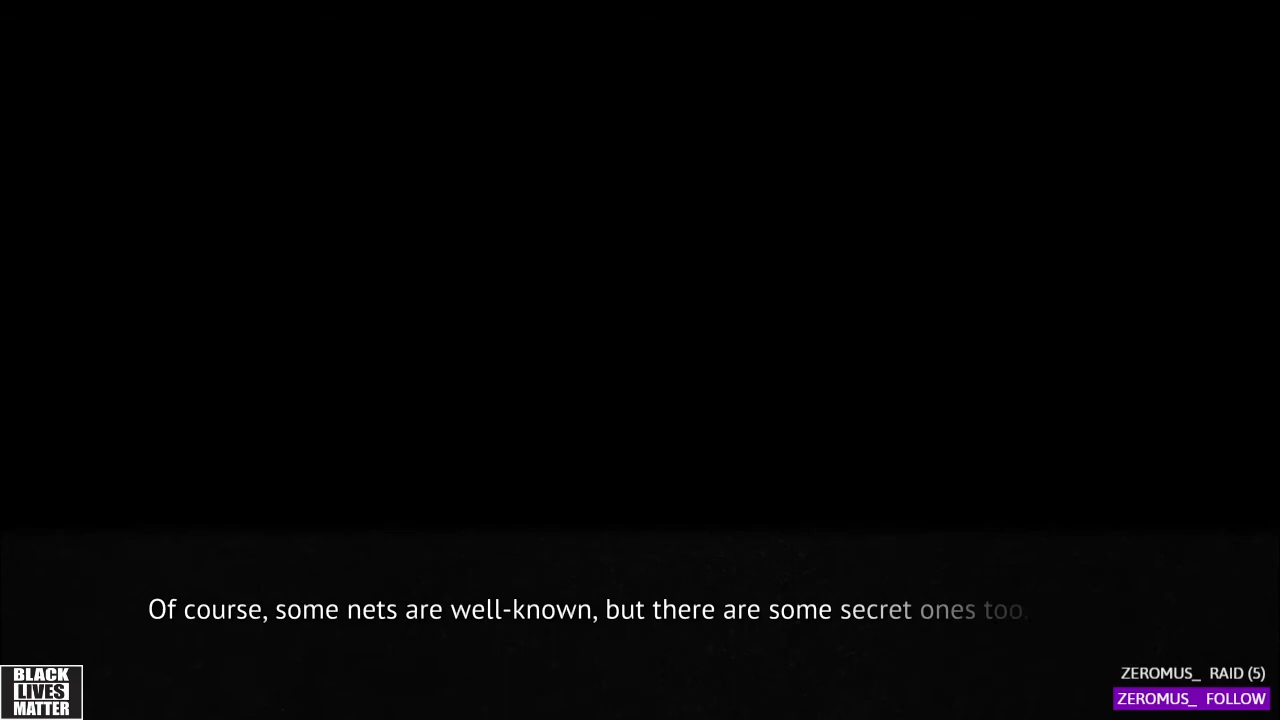 Of course, some nets are well-known, but there are some secret ones too.
BLACK
LIVES
MATTER
ZEROMUS_ RAID (5)
ZEROMUS_ FOLLOW